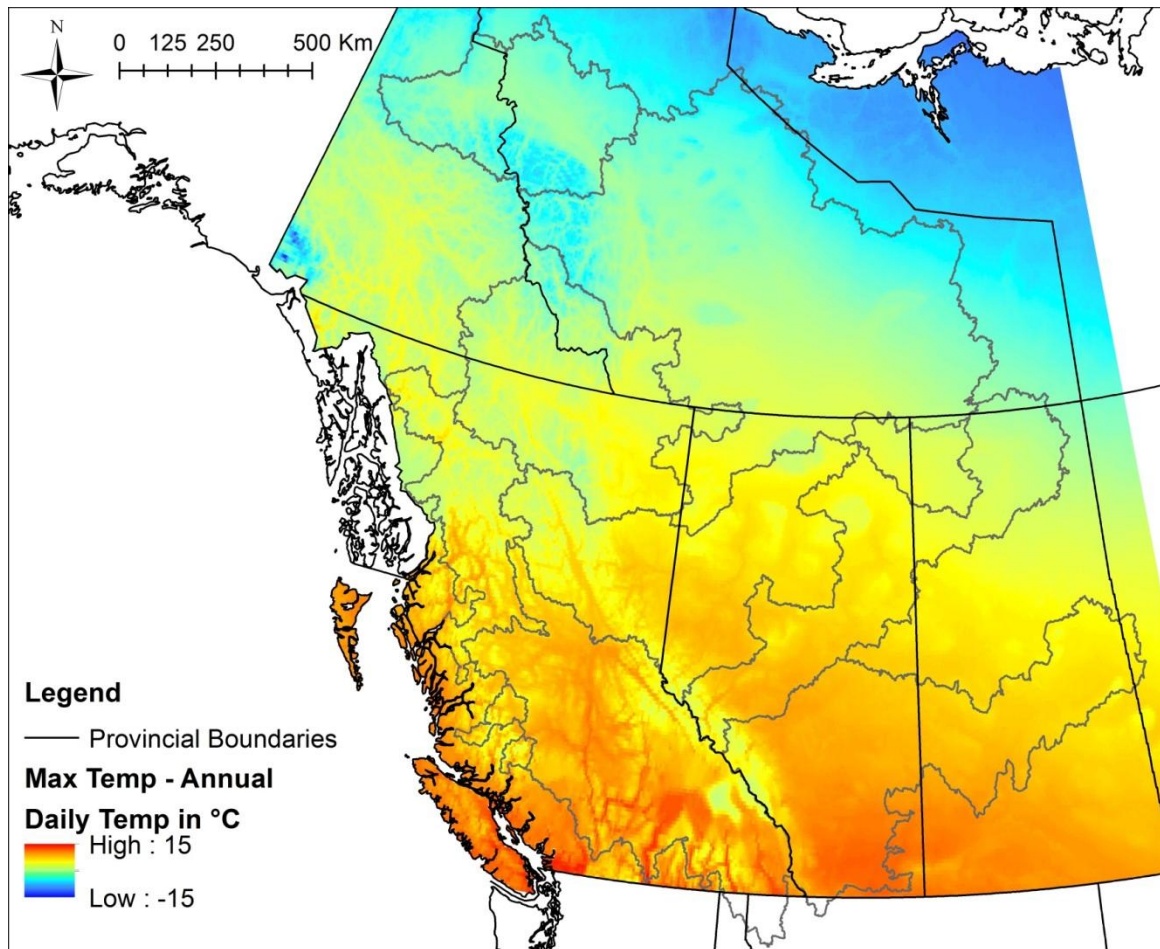 N
0 125 250 500 Km
Legend
Provincial Boundaries
Max Temp - Annual
Daily Temp in °C
High : 15
Low : -15